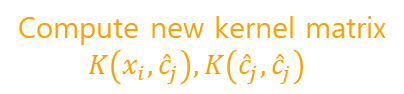 Compute new kernel matrix
K(xᵢ, ĉⱼ), K(ĉⱼ, ĉⱼ)